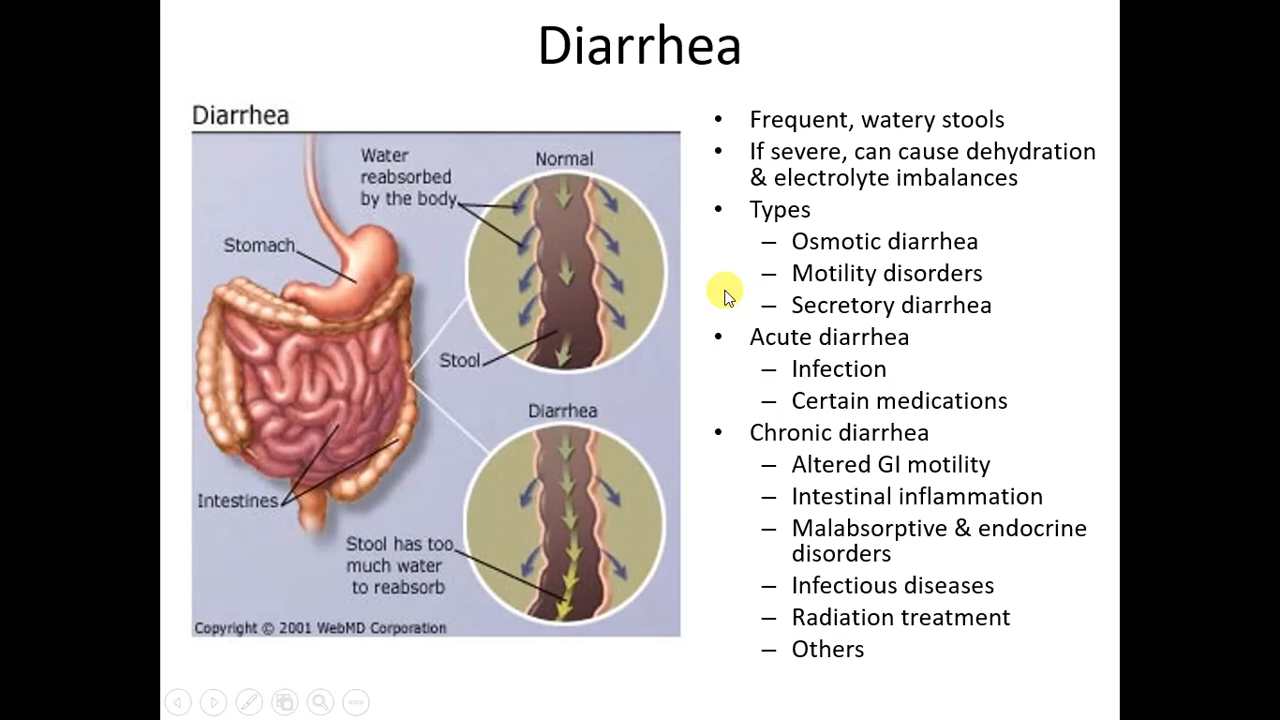 Diarrhea
Diarrhea
Water
reabsorbed
by the body
Normal
Stomach
Stool
Diarrhea
Intestines
Stool has too
much water
to reabsorb
Copyright © 2001 WebMD Corporation
• Frequent, watery stools
• If severe, can cause dehydration
& electrolyte imbalances
• Types
– Osmotic diarrhea
– Motility disorders
– Secretory diarrhea
• Acute diarrhea
– Infection
– Certain medications
• Chronic diarrhea
– Altered GI motility
– Intestinal inflammation
– Malabsorptive & endocrine
disorders
– Infectious diseases
– Radiation treatment
– Others